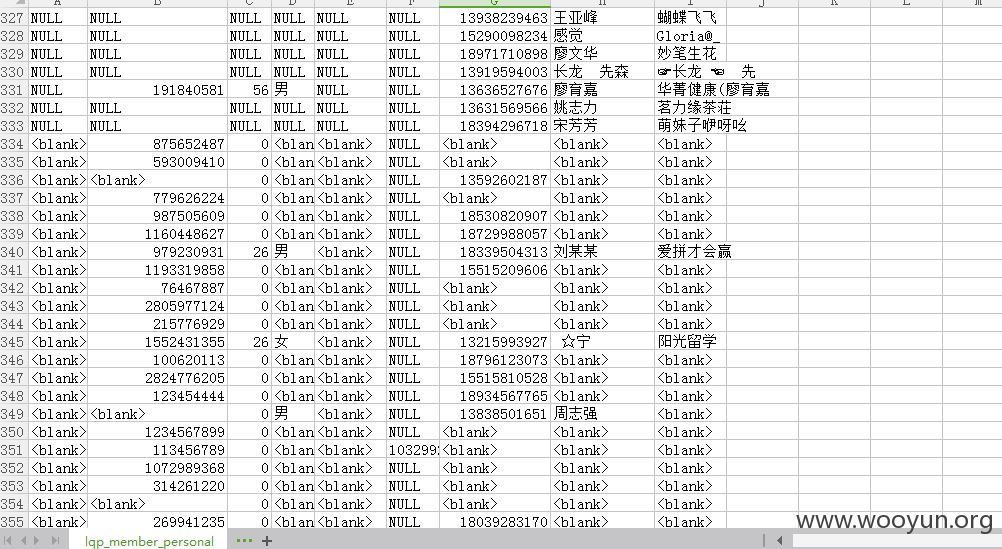 A B C D E F G H I J K L M
327 NULL NULL NULL NULL NULL NULL 13938239463 王亚峰 蝴蝶飞飞
328 NULL NULL NULL NULL NULL NULL 15290098234 感觉 Gloria@_
329 NULL NULL NULL NULL NULL NULL 18971710898 廖文华 妙笔生花
330 NULL NULL NULL NULL NULL NULL 13919594003 长龙 先森 ☞长龙 ☜ 先
331 NULL 191840581 56 男 NULL NULL 13636527676 廖育嘉 华菁健康(廖育嘉
332 NULL NULL NULL NULL NULL NULL 13631569566 姚志力 茗力缘茶荘
333 NULL NULL NULL NULL NULL NULL 18394296718 宋芳芳 萌妹子咿呀吆
334 <blank> 875652487 0 <blan <blank> NULL <blank> <blank> <blank>
335 <blank> 593009410 0 <blan <blank> NULL <blank> <blank> <blank>
336 <blank> <blank> 0 <blan <blank> NULL 13592602187 <blank> <blank>
337 <blank> 779626224 0 <blan <blank> NULL <blank> <blank> <blank>
338 <blank> 987505609 0 <blan <blank> NULL 18530820907 <blank> <blank>
339 <blank> 1160448627 0 <blan <blank> NULL 18729988057 <blank> <blank>
340 <blank> 979230931 26 男 <blank> NULL 18339504313 刘某某 爱拼才会赢
341 <blank> 1193319858 0 <blan <blank> NULL 15515209606 <blank> <blank>
342 <blank> 76467887 0 <blan <blank> NULL <blank> <blank> <blank>
343 <blank> 2805977124 0 <blan <blank> NULL <blank> <blank> <blank>
344 <blank> 215776929 0 <blan <blank> NULL <blank> <blank> <blank>
345 <blank> 1552431355 26 女 <blank> NULL 13215993927 ☆宁 阳光留学
346 <blank> 100620113 0 <blan <blank> NULL 18796123073 <blank> <blank>
347 <blank> 2824776205 0 <blan <blank> NULL 15515810528 <blank> <blank>
348 <blank> 123454444 0 <blan <blank> NULL 18934567765 <blank> <blank>
349 <blank> <blank> 0 男 <blank> NULL 13838501651 周志强 <blank>
350 <blank> 1234567899 0 <blan <blank> NULL <blank> <blank> <blank>
351 <blank> 113456789 0 <blan <blank> 103299 <blank> <blank> <blank>
352 <blank> 1072989368 0 <blan <blank> NULL <blank> <blank> <blank>
353 <blank> 314261220 0 <blan <blank> NULL <blank> <blank> <blank>
354 <blank> <blank> 0 <blan <blank> NULL <blank> <blank> <blank>
355 <blank> 269941235 0 <blan <blank> NULL 18039283170 <blank> <blank>
www.wooyun.org
lqp_member_personal ··· +